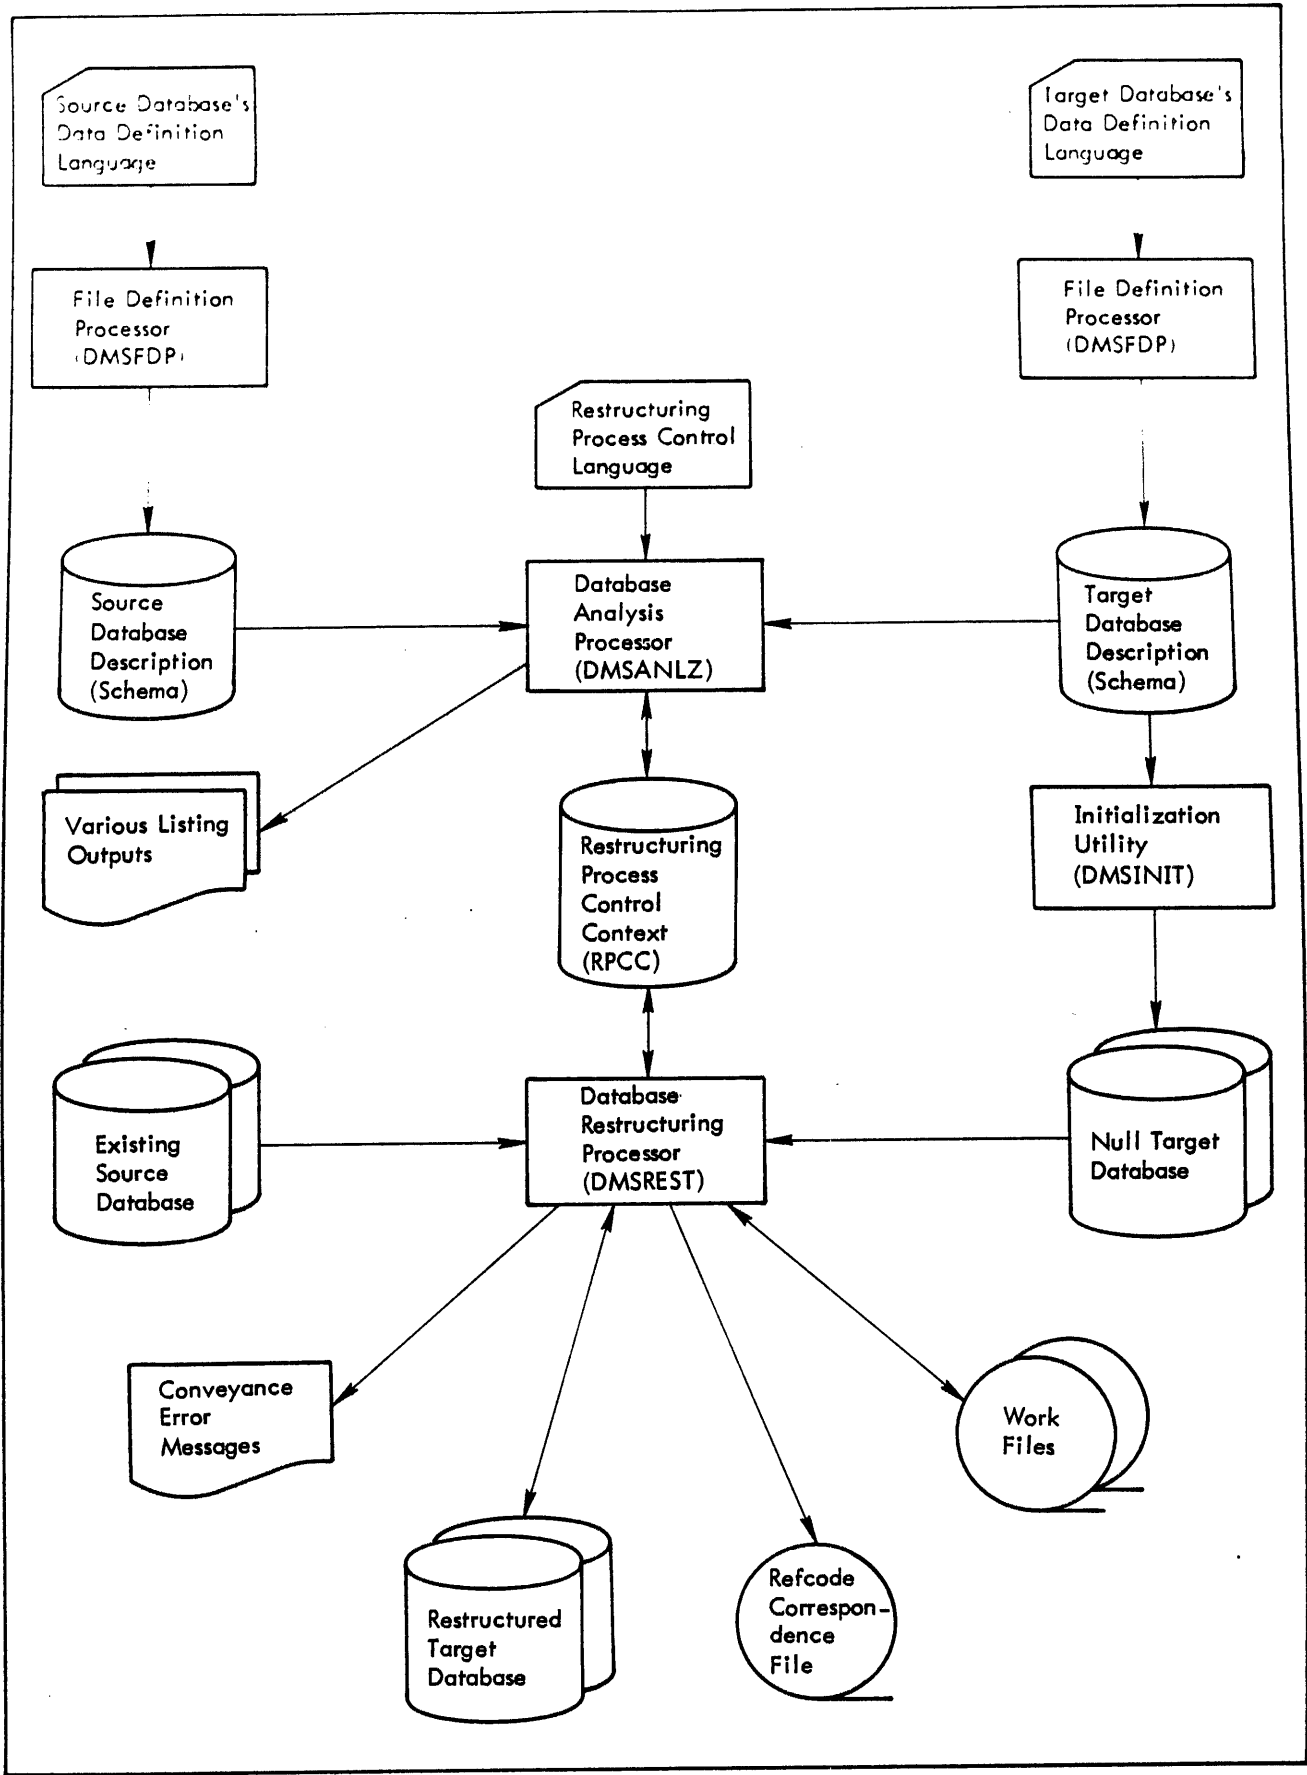 Source Database's
Data Definition
Language
Target Database's
Data Definition
Language
File Definition
Processor
(DMSFDP)
File Definition
Processor
(DMSFDP)
Restructuring
Process Control
Language
Source
Database
Description
(Schema)
Database
Analysis
Processor
(DMSANLZ)
Target
Database
Description
(Schema)
Various Listing
Outputs
Restructuring
Process
Control
Context
(RPCC)
Initialization
Utility
(DMSINIT)
Existing
Source
Database
Database
Restructuring
Processor
(DMSREST)
Null Target
Database
Conveyance
Error
Messages
Work
Files
Restructured
Target
Database
Refcode
Correspon-
dence
File